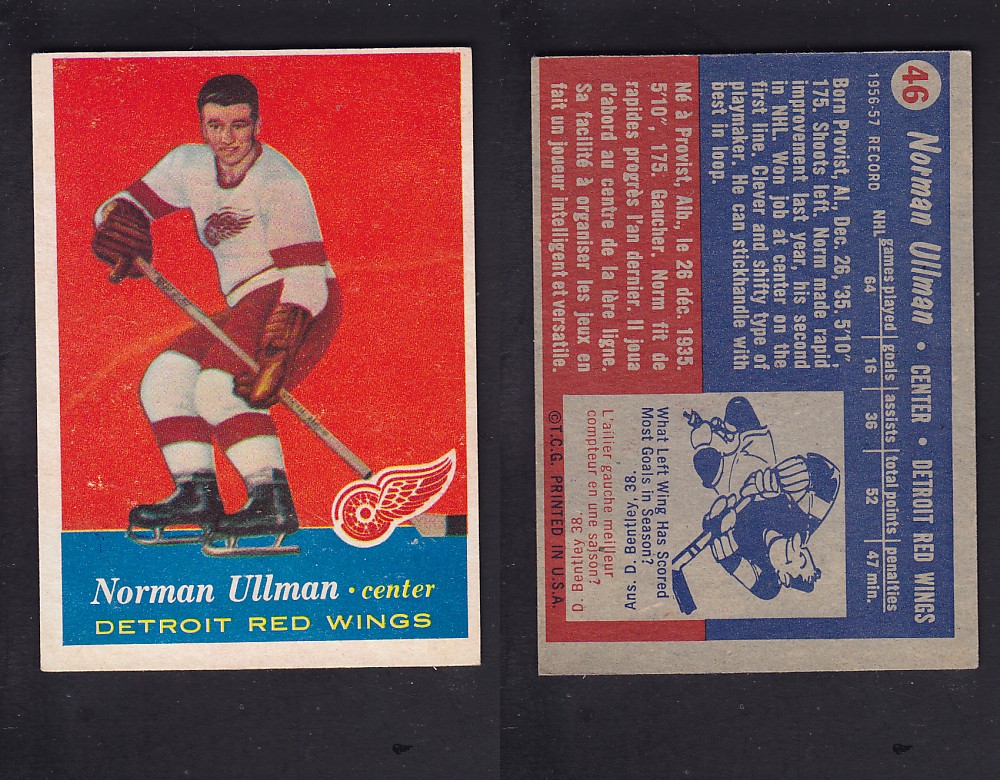 Norman Ullman • center
DETROIT RED WINGS
46
Norman Ullman • CENTER • DETROIT RED WINGS
1956-57 RECORD
games played goals assists total points penalties
NHL 64 16 36 52 47 min.
Born Provist, Al., Dec. 26, '35. 5'10",
175. Shoots left. Norm made rapid
improvement last year, his second
in NHL. Won job at center on the
first line. Clever and shifty type of
playmaker. He can stickhandle with
best in loop.
Né à Provist, Alb., le 26 déc. 1935.
5'10", 175. Gaucher. Norm fit de
rapides progrès l'an dernier. Il joua
d'abord au centre de la 1ère ligne.
Sa facilité à organiser les jeux en
fait un joueur intelligent et versatile.
What Left Wing Has Scored
Most Goals in Season?
Ans. D. Bentley, 38.
L'ailier gauche meilleur
compteur en une saison?
D. Bentley 38.
©T.C.G. PRINTED IN U.S.A.